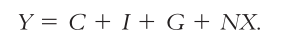 Y = C + I + G + NX.